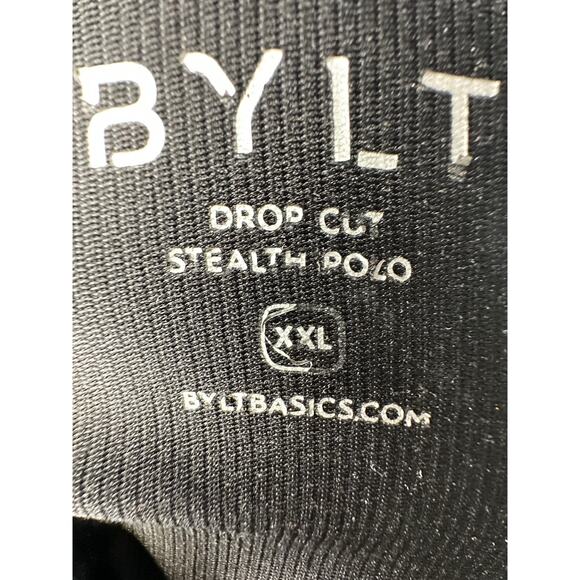 BYLT
DROP CUT
STEALTH POLO
XXL
BYLTBASICS.COM